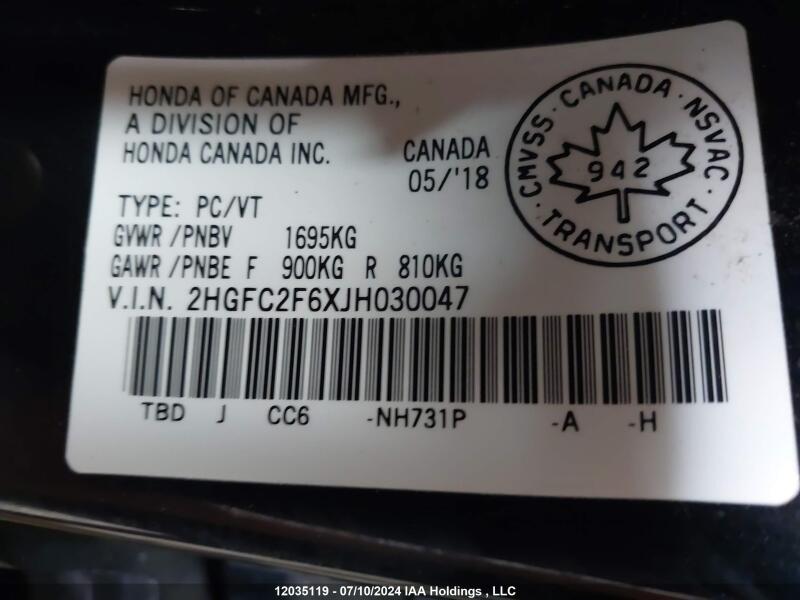 HONDA OF CANADA MFG.,
A DIVISION OF
HONDA CANADA INC.
CANADA
05/'18
CMVSS · CANADA · NSVAC
942
TRANSPORT
TYPE: PC/VT
GVWR /PNBV 1695KG
GAWR /PNBE F 900KG R 810KG
V.I.N. 2HGFC2F6XJH030047
TBD J CC6 -NH731P -A -H
12035119 - 07/10/2024 IAA Holdings , LLC